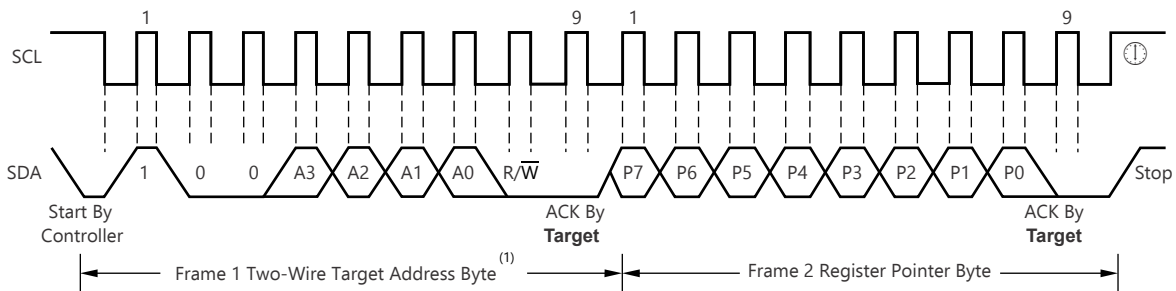 1 9 1 9
SCL
SDA 1 0 0 A3 A2 A1 A0 R/W̅ P7 P6 P5 P4 P3 P2 P1 P0 Stop
Start By
Controller
ACK By
Target
ACK By
Target
Frame 1 Two-Wire Target Address Byte (1)
Frame 2 Register Pointer Byte